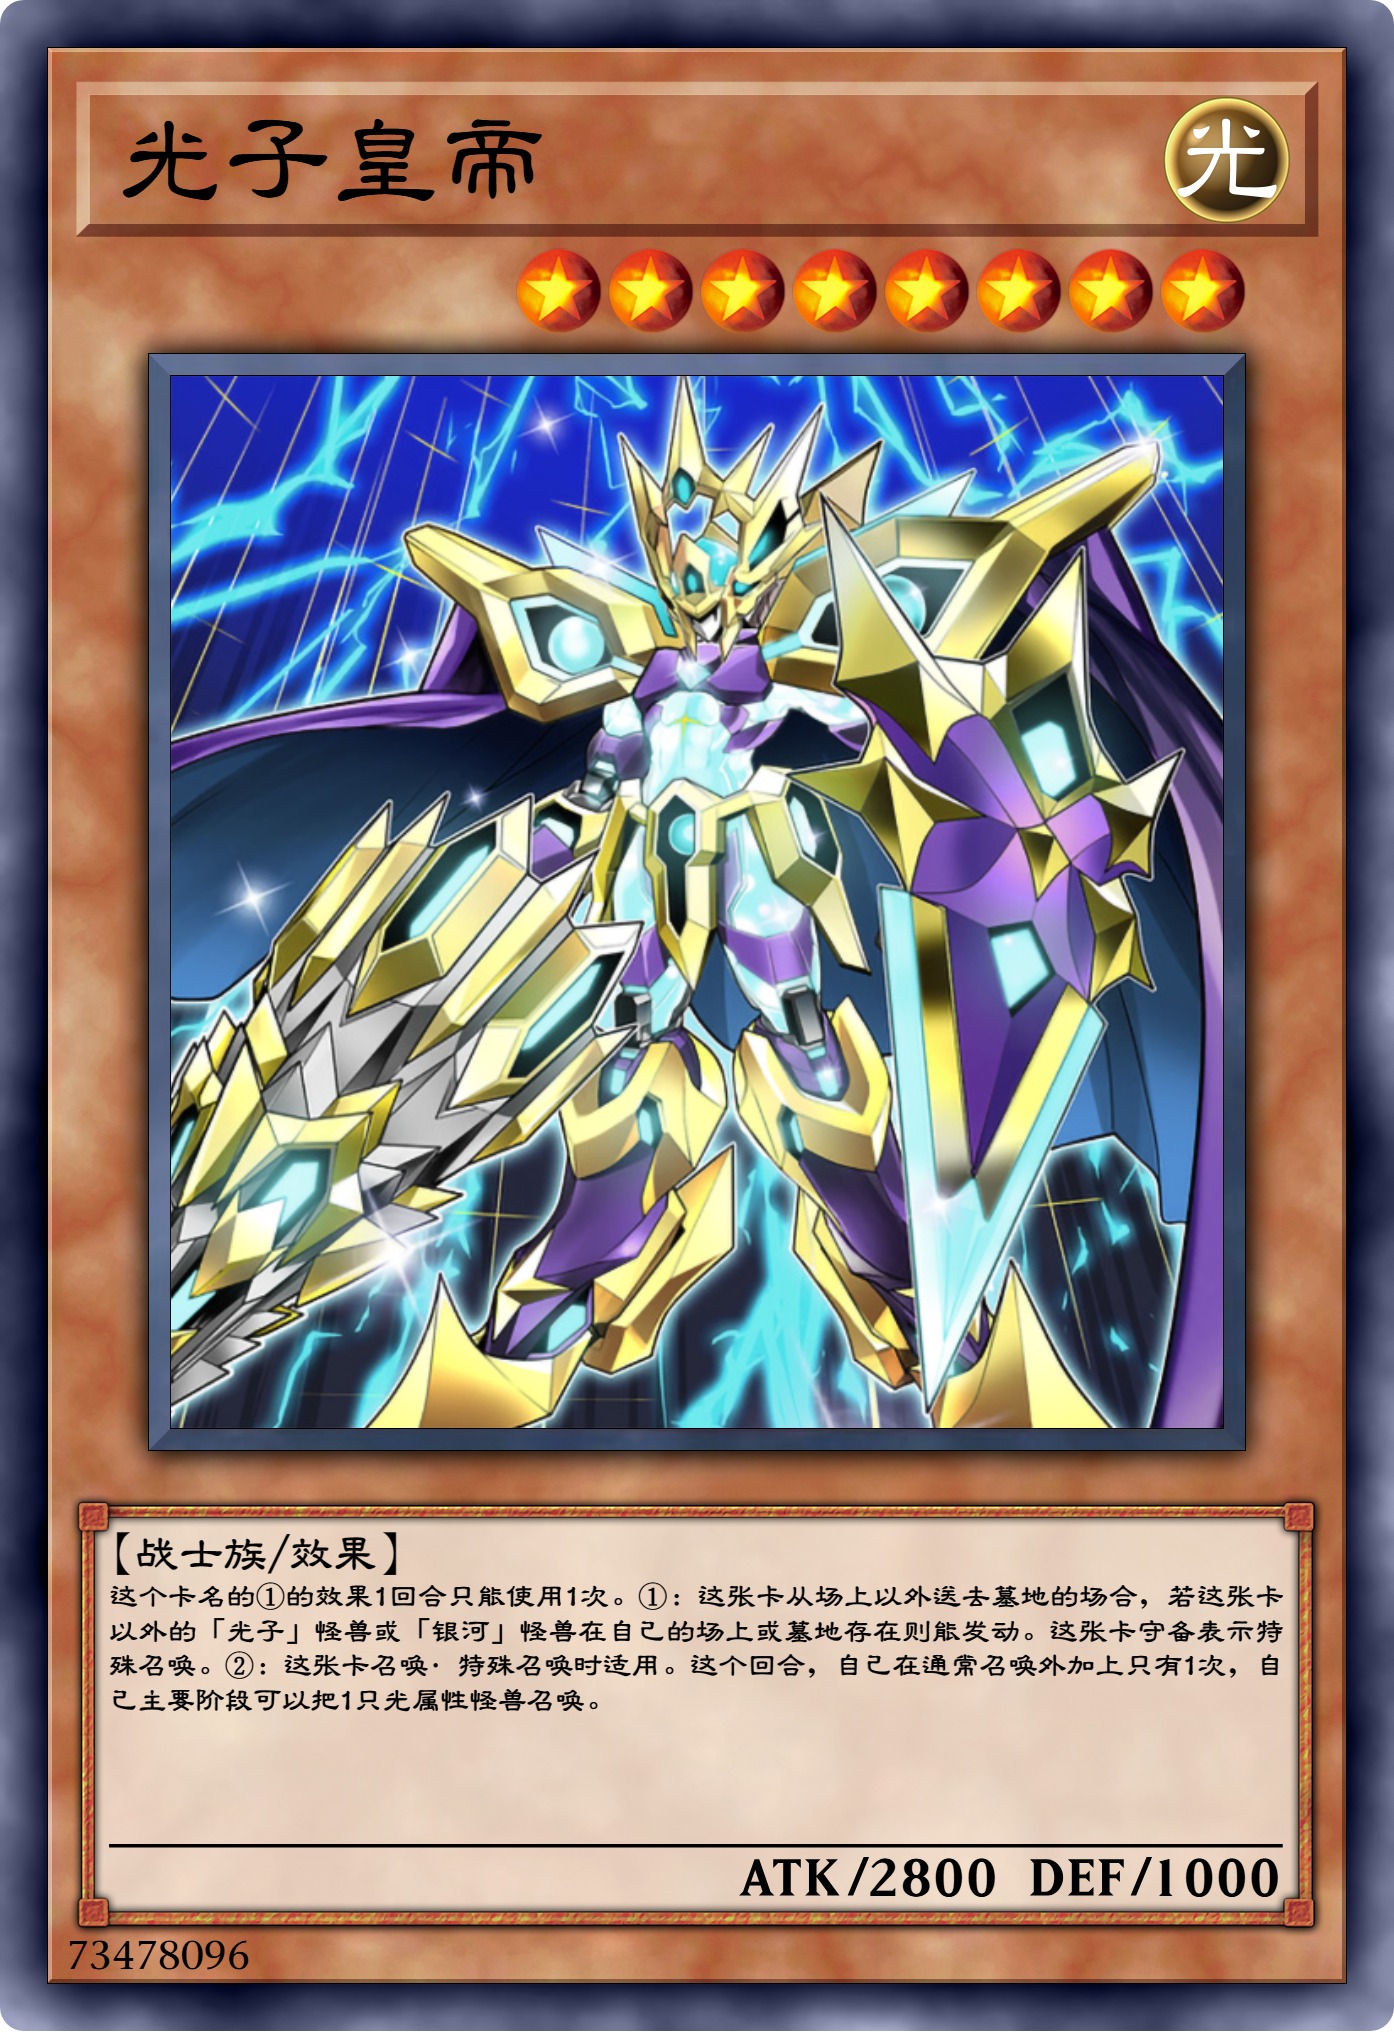 光子皇帝
光
【战士族/效果】
这个卡名的①的效果1回合只能使用1次。①：这张卡从场上以外送去墓地的场合，若这张卡
以外的「光子」怪兽或「银河」怪兽在自己的场上或墓地存在则能发动。这张卡守备表示特
殊召唤。②：这张卡召唤·特殊召唤时适用。这个回合，自己在通常召唤外加上只有1次，自
己主要阶段可以把1只光属性怪兽召唤。
ATK/2800 DEF/1000
73478096